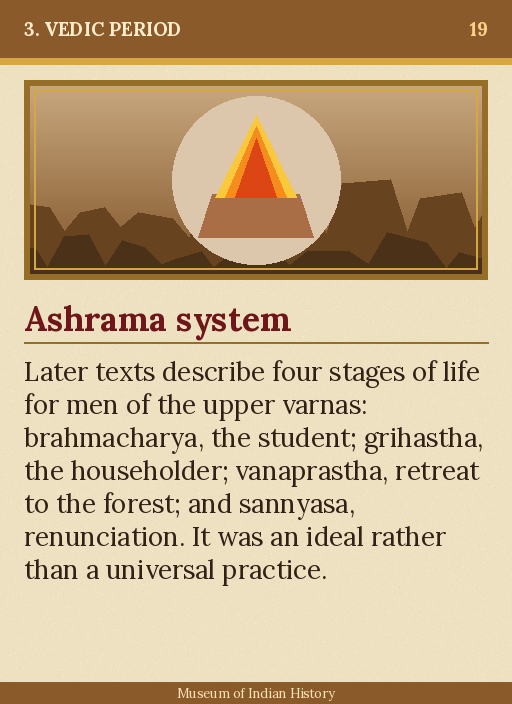 3. VEDIC PERIOD
19
Ashrama system
Later texts describe four stages of life
for men of the upper varnas:
brahmacharya, the student; grihastha,
the householder; vanaprastha, retreat
to the forest; and sannyasa,
renunciation. It was an ideal rather
than a universal practice.
Museum of Indian History